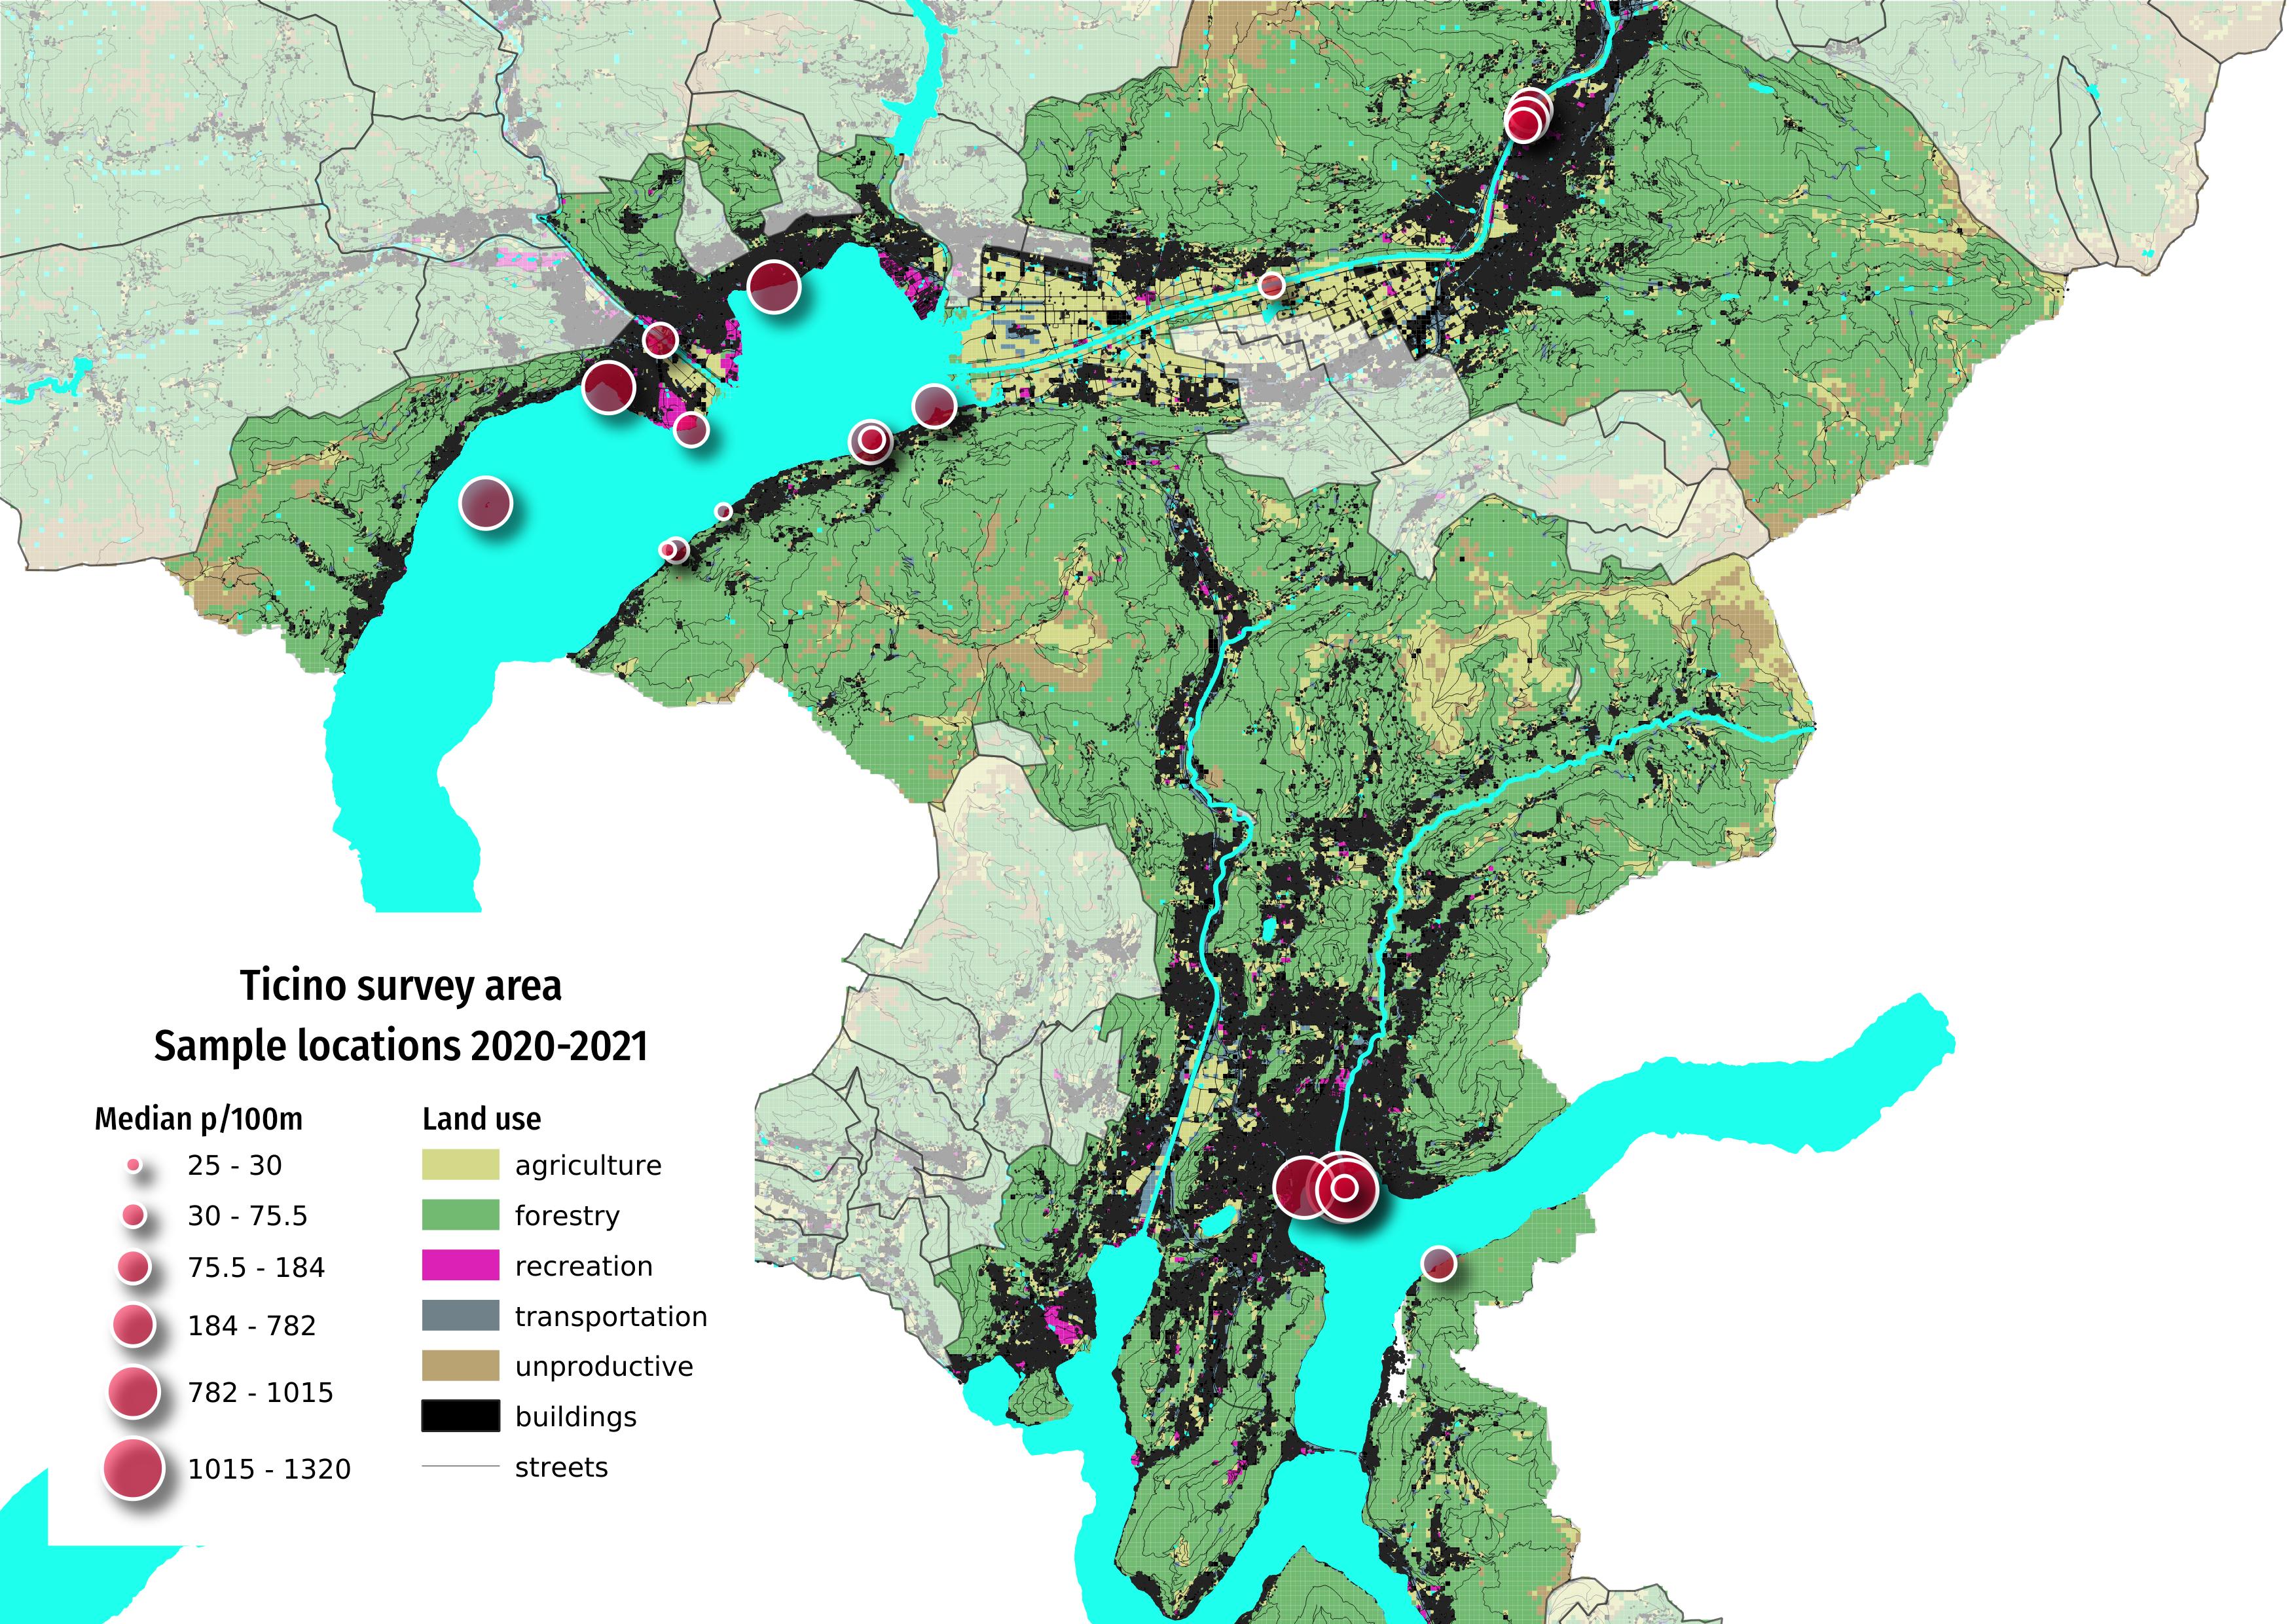 Ticino survey area
Sample locations 2020-2021
Median p/100m
25 - 30
30 - 75.5
75.5 - 184
184 - 782
782 - 1015
1015 - 1320
Land use
agriculture
forestry
recreation
transportation
unproductive
buildings
streets